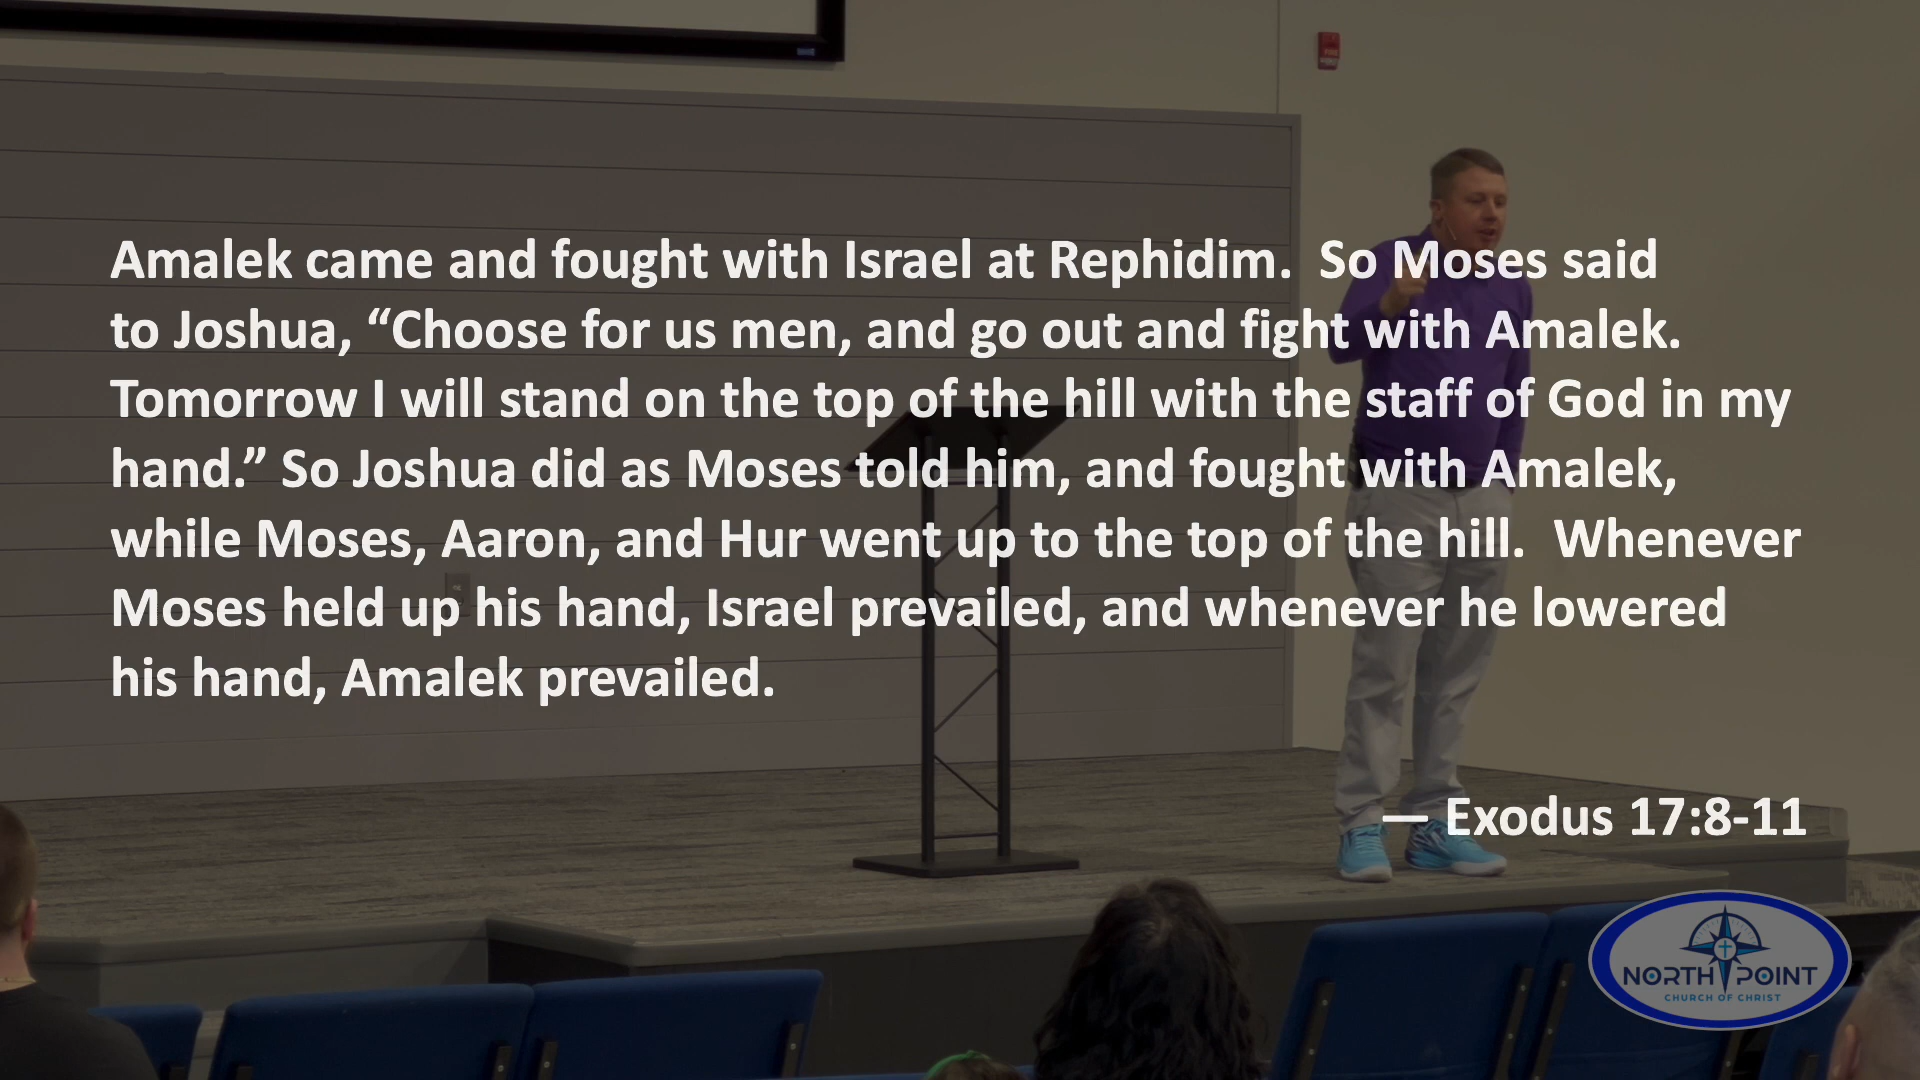 Amalek came and fought with Israel at Rephidim.  So Moses said
to Joshua, “Choose for us men, and go out and fight with Amalek.
Tomorrow I will stand on the top of the hill with the staff of God in my
hand.” So Joshua did as Moses told him, and fought with Amalek,
while Moses, Aaron, and Hur went up to the top of the hill.  Whenever
Moses held up his hand, Israel prevailed, and whenever he lowered
his hand, Amalek prevailed.
— Exodus 17:8-11
NORTH POINT
CHURCH OF CHRIST